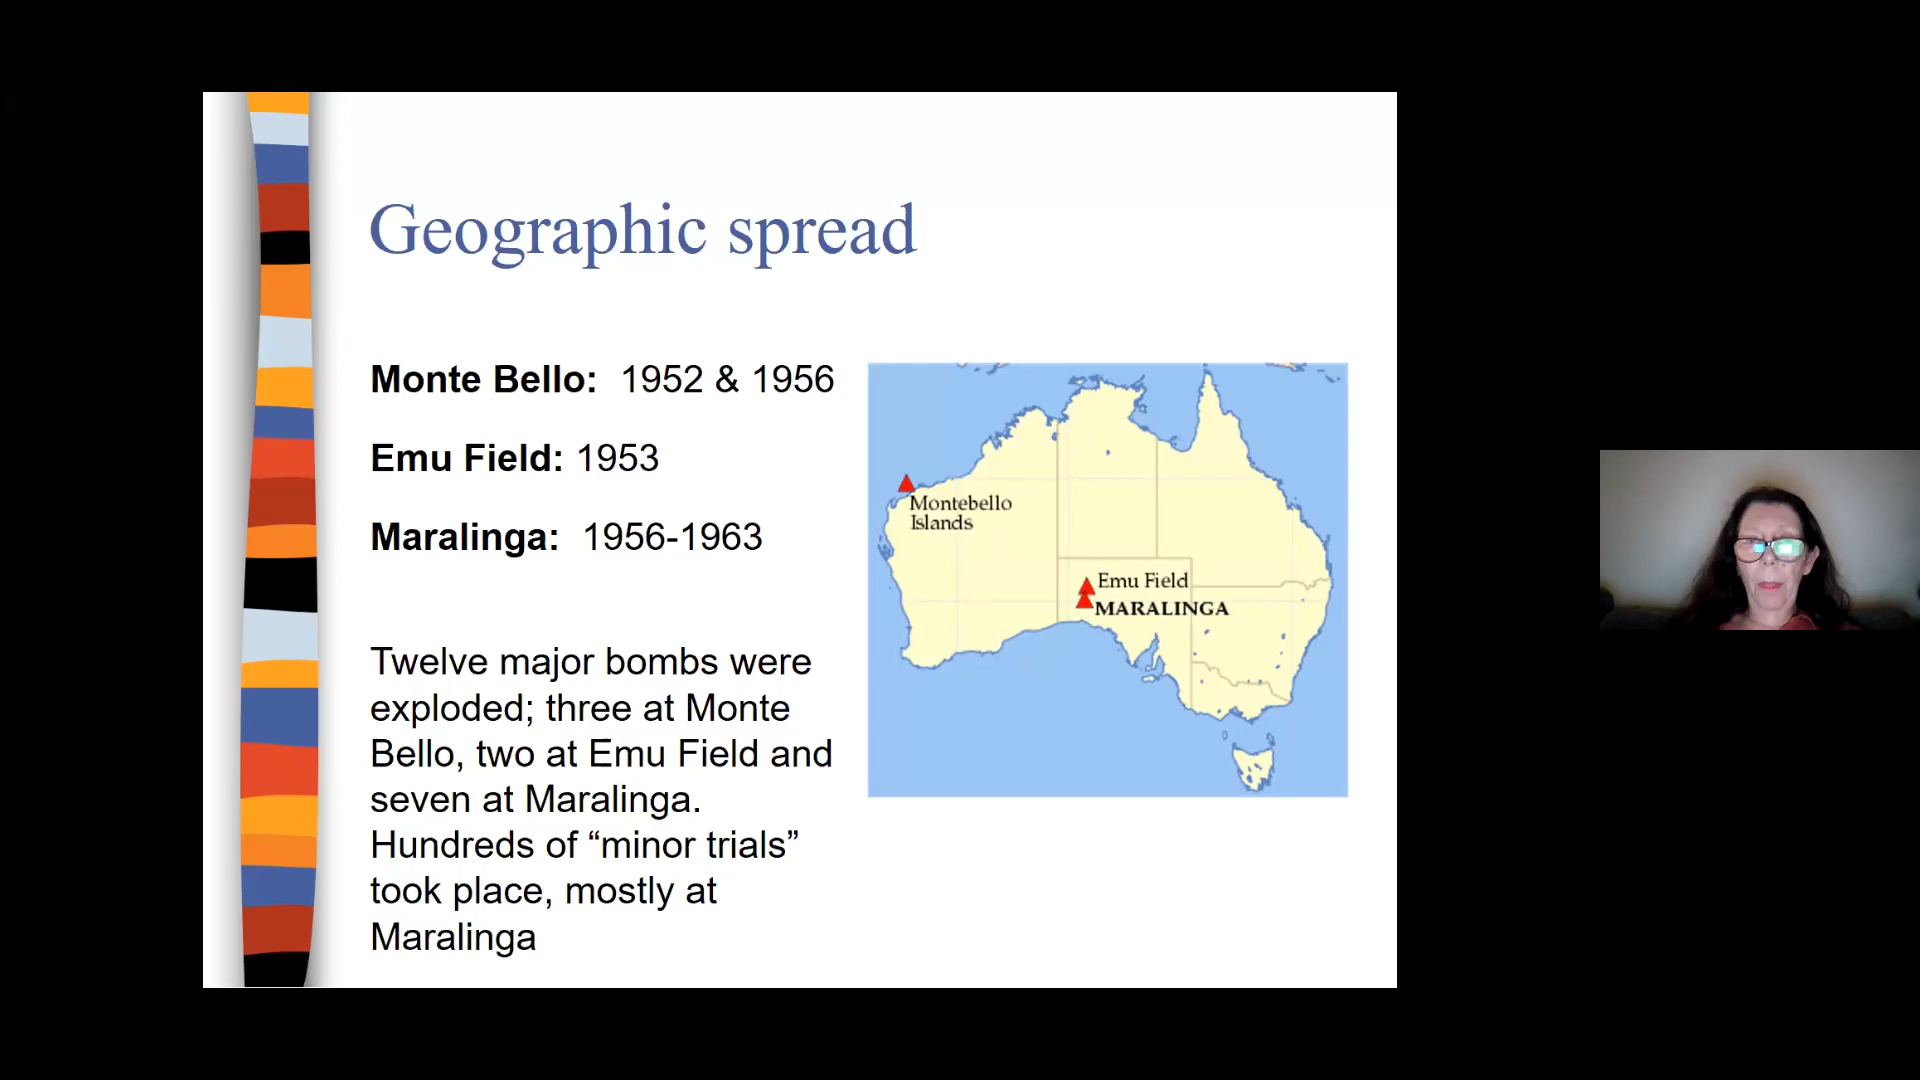 Geographic spread
Monte Bello: 1952 & 1956
Emu Field: 1953
Maralinga: 1956-1963
Twelve major bombs were
exploded; three at Monte
Bello, two at Emu Field and
seven at Maralinga.
Hundreds of “minor trials”
took place, mostly at
Maralinga
Montebello
Islands
Emu Field
MARALINGA